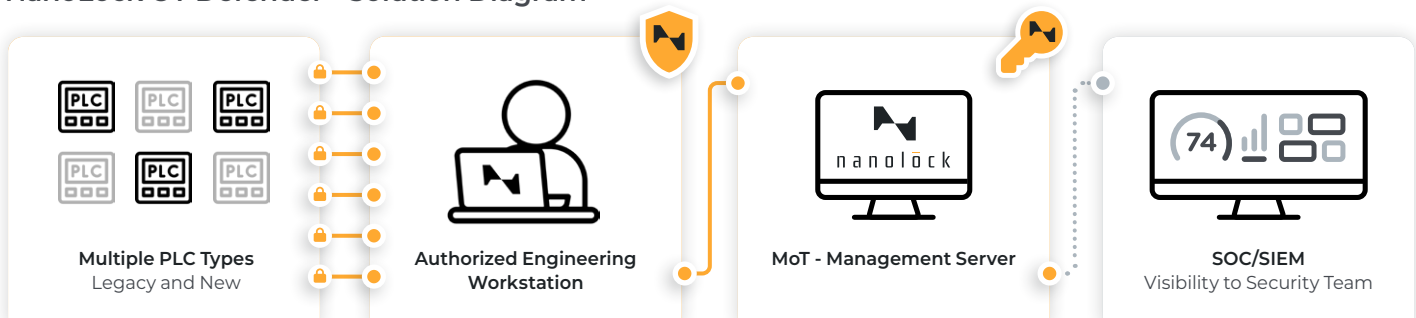 PLC PLC PLC
PLC PLC PLC
Multiple PLC Types
Legacy and New
Authorized Engineering
Workstation
nanolōck
MoT - Management Server
74
SOC/SIEM
Visibility to Security Team